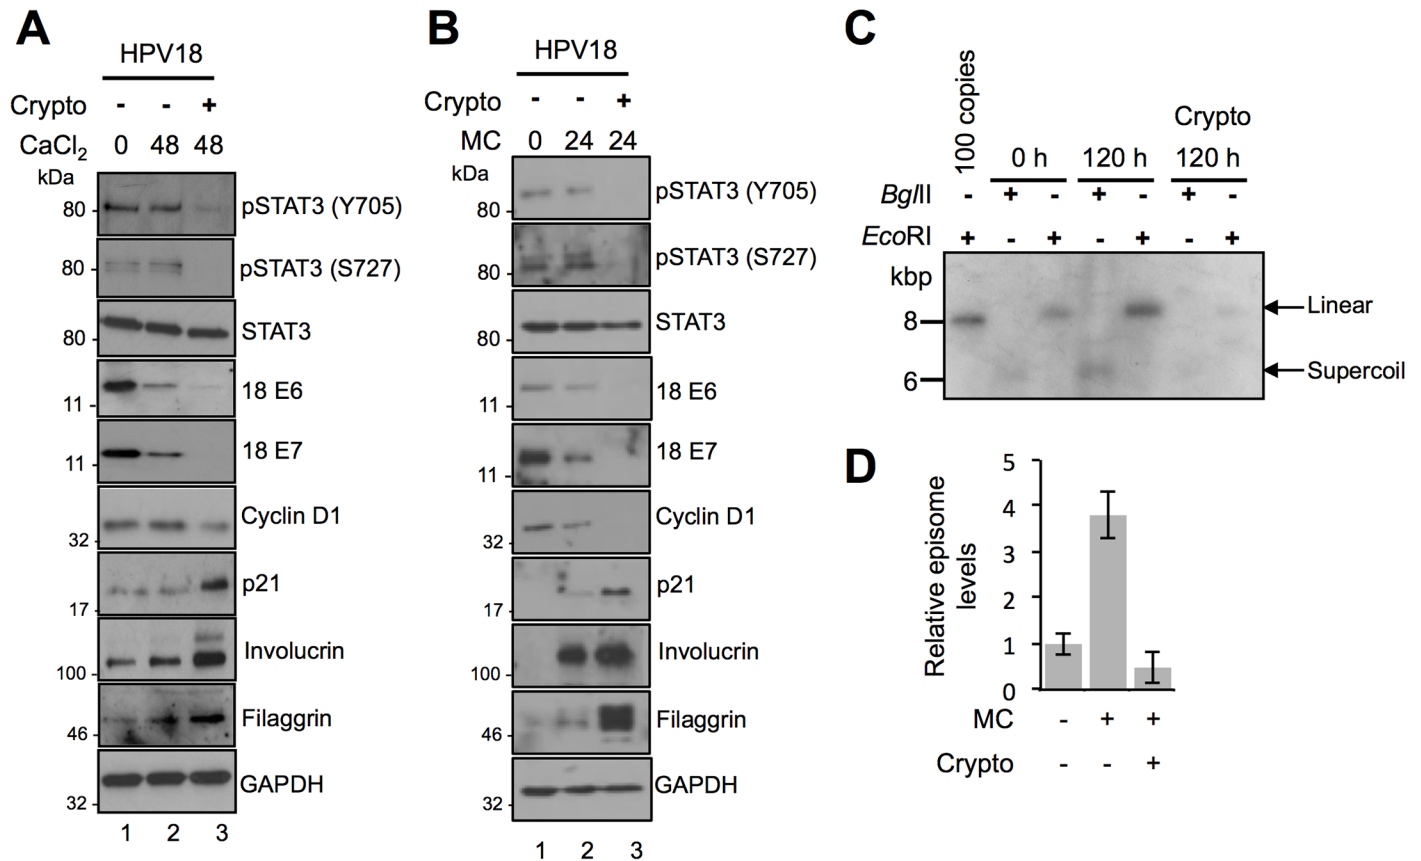 A
HPV18
Crypto - - +
CaCl2 0 48 48
kDa
80 - pSTAT3 (Y705)
80 - pSTAT3 (S727)
80 - STAT3
11 - 18 E6
11 - 18 E7
32 - Cyclin D1
17 - p21
100 - Involucrin
46 - Filaggrin
32 - GAPDH
1 2 3
B
HPV18
Crypto - - +
MC 0 24 24
kDa
80 - pSTAT3 (Y705)
80 - pSTAT3 (S727)
80 - STAT3
11 - 18 E6
11 - 18 E7
32 - Cyclin D1
17 - p21
100 - Involucrin
46 - Filaggrin
32 - GAPDH
1 2 3
C
100 copies
Crypto
0 h 120 h 120 h
BglII - + - + - + -
EcoRI + - + - + - +
kbp
8 Linear
6 Supercoil
D
Relative episome
levels
5
4
3
2
1
0
MC - + +
Crypto - - +